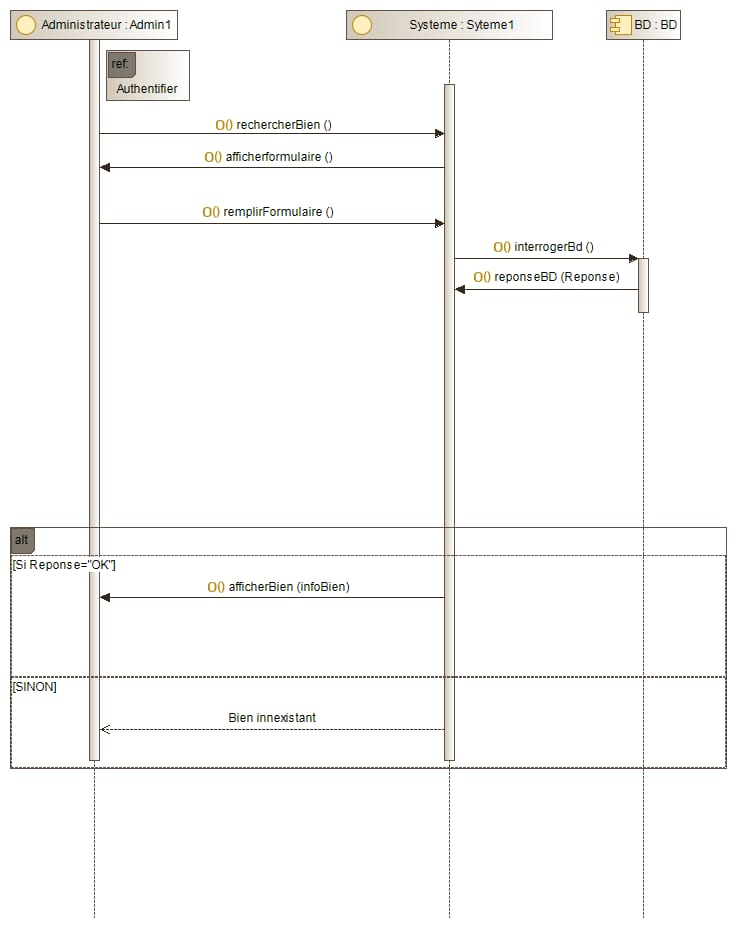 Administrateur : Admin1
Systeme : Syteme1
BD : BD
ref:
Authentifier
O() rechercherBien ()
O() afficherformulaire ()
O() remplirFormulaire ()
O() interrogerBd ()
O() reponseBD (Reponse)
alt
[Si Reponse="OK"]
O() afficherBien (infoBien)
[SINON]
Bien innexistant